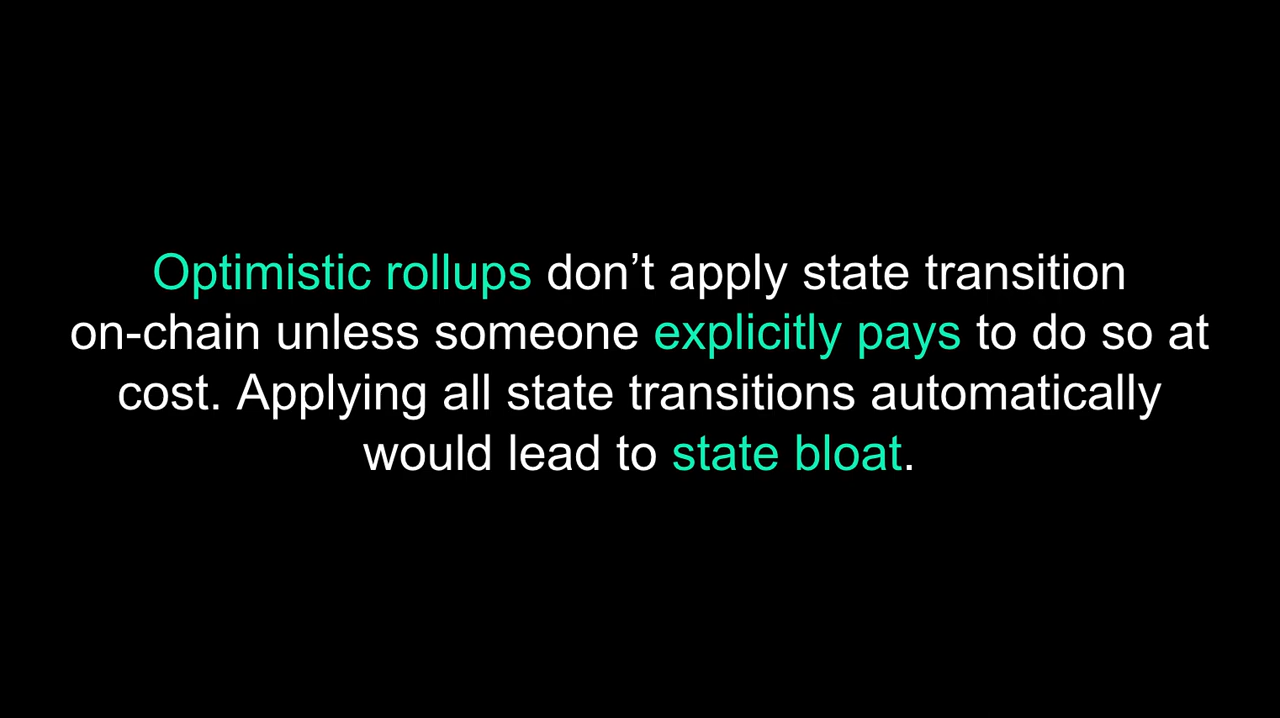 Optimistic rollups don’t apply state transition
on-chain unless someone explicitly pays to do so at
cost. Applying all state transitions automatically
would lead to state bloat.